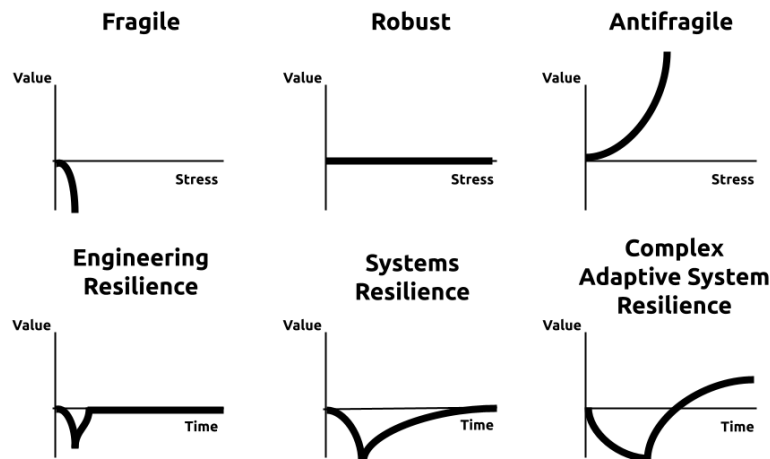 Fragile
Robust
Antifragile
Value
Value
Value
Stress
Stress
Stress
Engineering
Resilience
Systems
Resilience
Complex
Adaptive System
Resilience
Value
Value
Value
Time
Time
Time